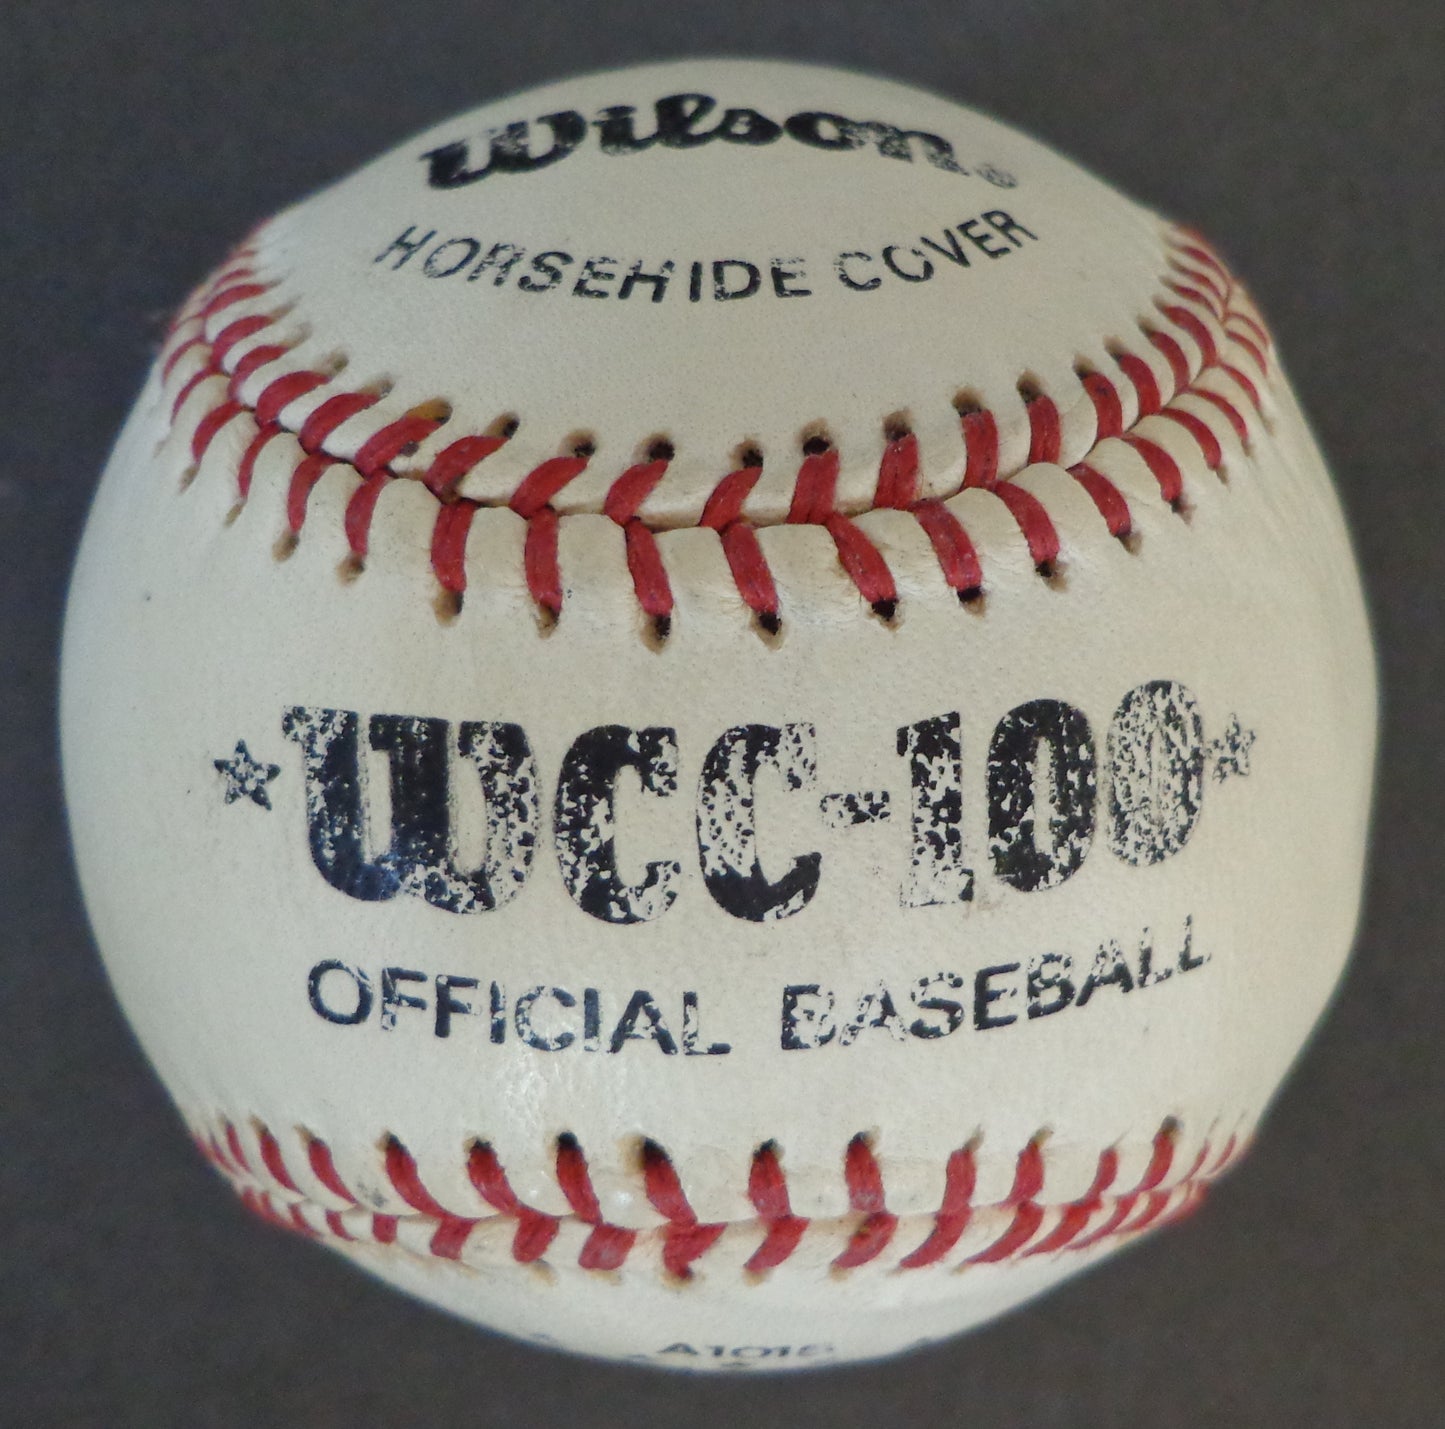 Wilson®
HORSEHIDE COVER
★WCC-100★
OFFICIAL BASEBALL